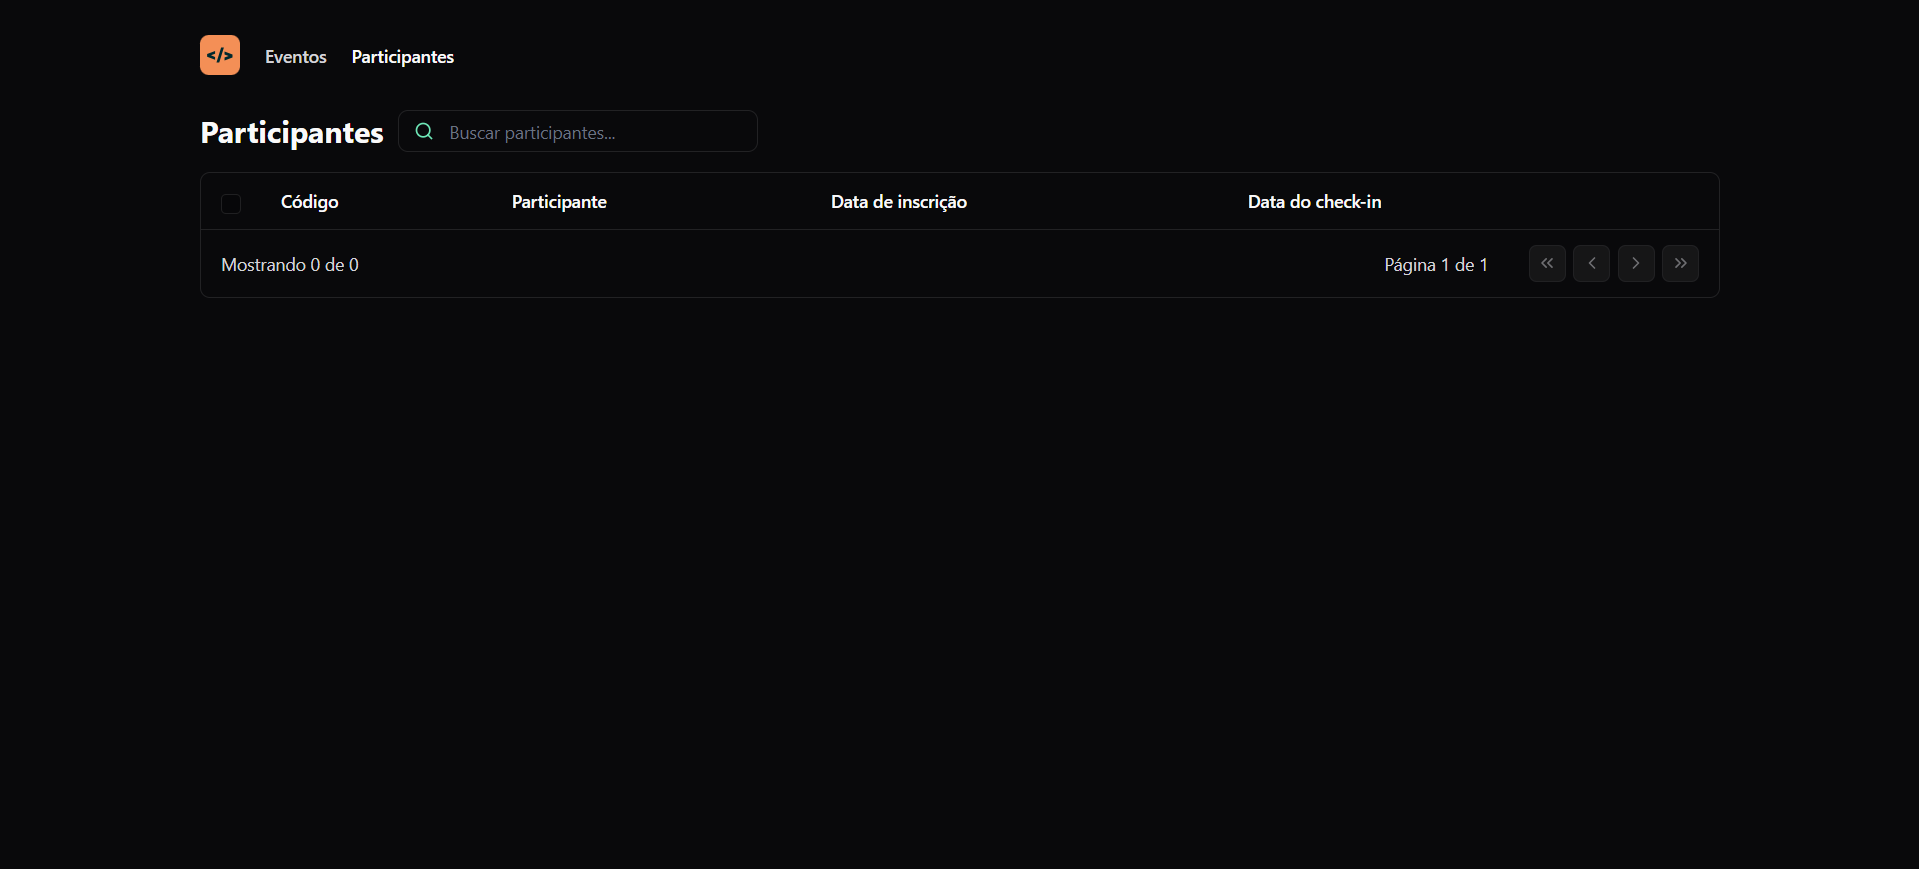 </> Eventos Participantes
Participantes Buscar participantes...
Código Participante Data de inscrição Data do check-in
Mostrando 0 de 0 Página 1 de 1